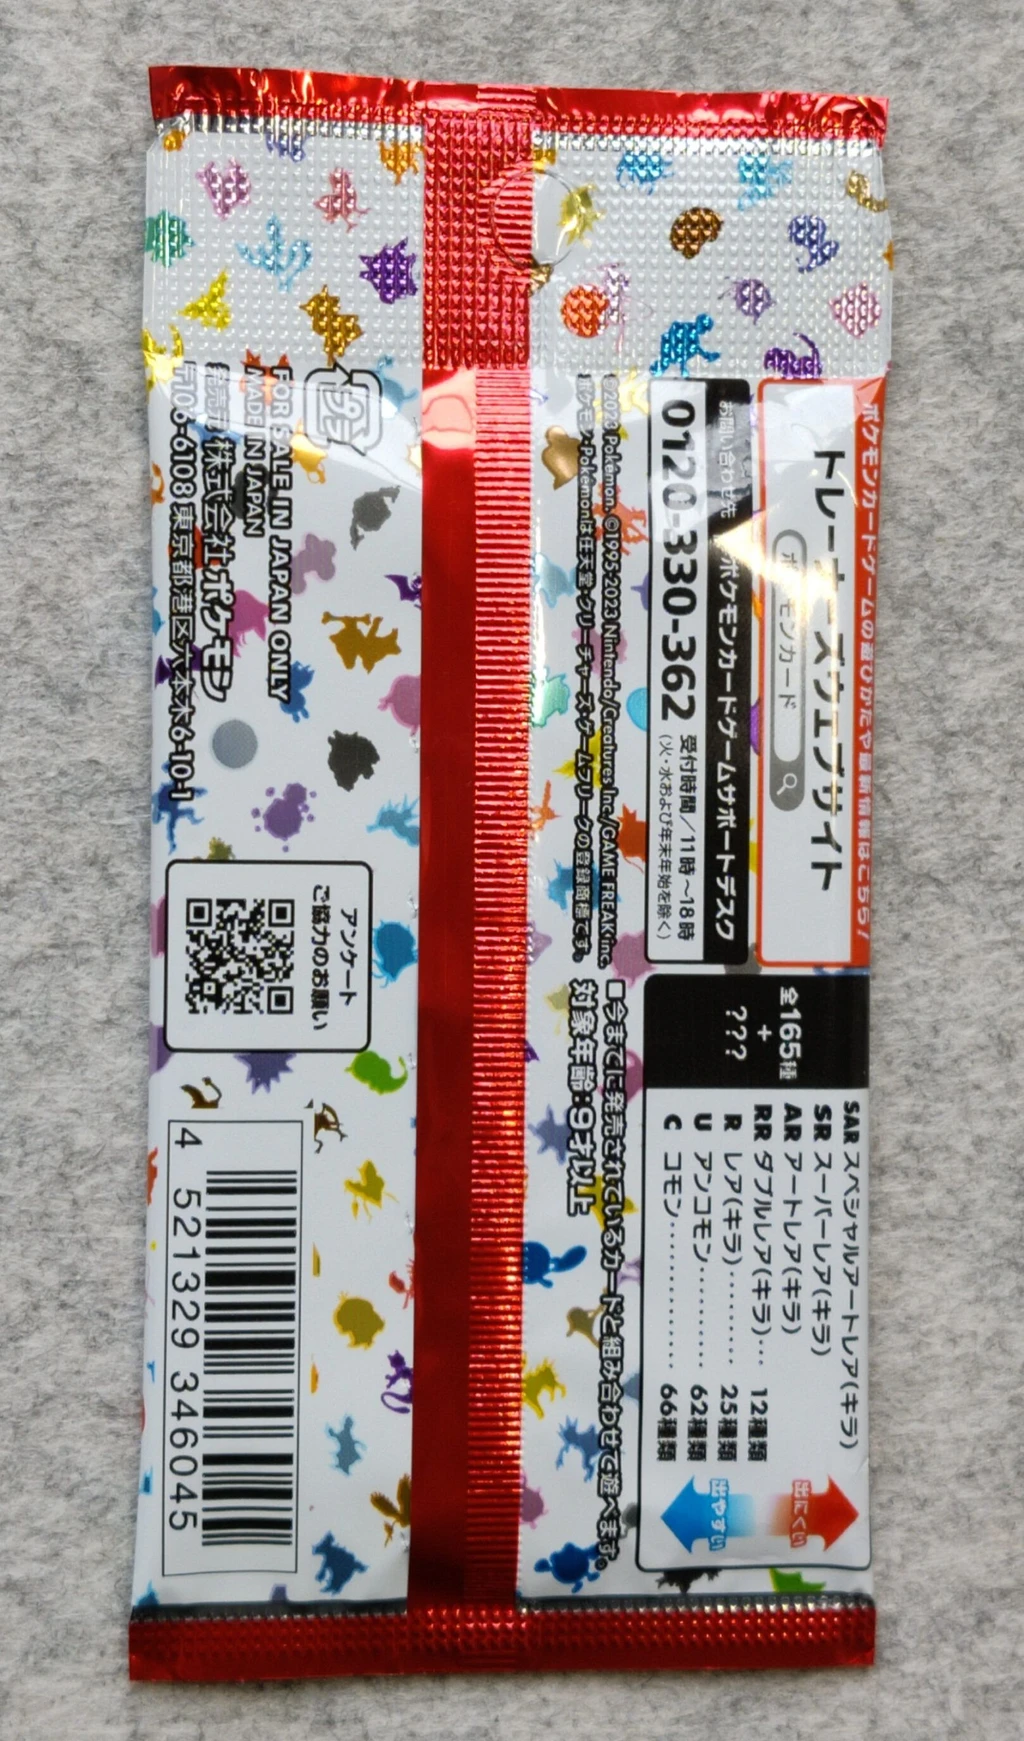 ポケモンカードゲームの遊びかたや最新情報はこちら!
トレーナーズウェブサイト
ポケモンカード
お問い合わせ先 ポケモンカードゲームサポートデスク
0120-330-362 受付時間/11時~18時
(火・水および年末年始を除く)
©2023 Pokémon. ©1995-2023 Nintendo/Creatures Inc./GAME FREAK inc.
ポケモン・Pokémonは任天堂・クリーチャーズ・ゲームフリークの登録商標です。
全165種
+
???
SAR スペシャルアートレア(キラ)
SR スーパーレア(キラ)
AR アートレア(キラ)
RR ダブルレア(キラ)… 12種類
R レア(キラ)……… 25種類
U アンコモン………… 62種類
C コモン……………… 66種類
出にくい
出やすい
■今までに発売されているカードと組み合わせて遊べます。
対象年齢:9才以上
プラ
FOR SALE IN JAPAN ONLY
MADE IN JAPAN
発売元 株式会社ポケモン
〒106-6108 東京都港区六本木6-10-1
アンケート
ご協力のお願い
4 521329 346045